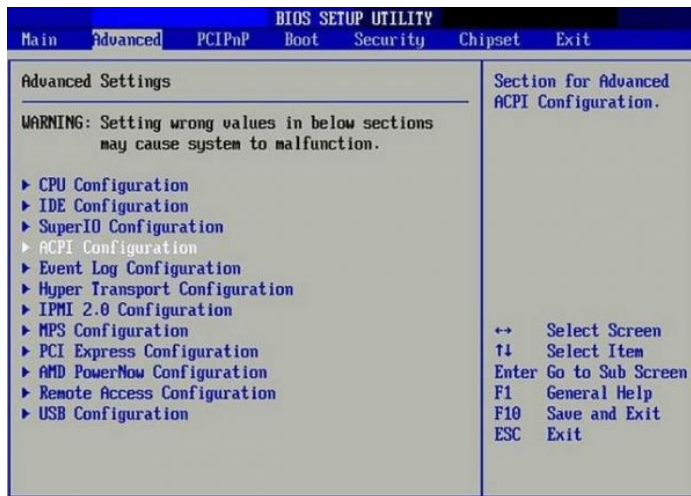 BIOS SETUP UTILITY
Main Advanced PCIPnP Boot Security Chipset Exit
Advanced Settings
WARNING: Setting wrong values in below sections
may cause system to malfunction.
▶ CPU Configuration
▶ IDE Configuration
▶ SuperIO Configuration
▶ ACPI Configuration
▶ Event Log Configuration
▶ Hyper Transport Configuration
▶ IPMI 2.0 Configuration
▶ MPS Configuration
▶ PCI Express Configuration
▶ AMD PowerNow Configuration
▶ Remote Access Configuration
▶ USB Configuration
Section for Advanced
ACPI Configuration.
↔ Select Screen
↑↓ Select Item
Enter Go to Sub Screen
F1 General Help
F10 Save and Exit
ESC Exit